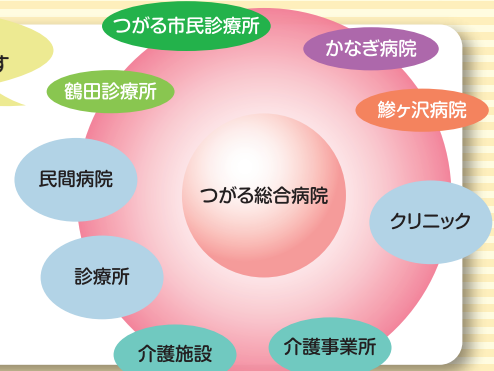 つがる市民診療所
かなぎ病院
す
鶴田診療所
鰺ヶ沢病院
民間病院
つがる総合病院
クリニック
診療所
介護施設
介護事業所